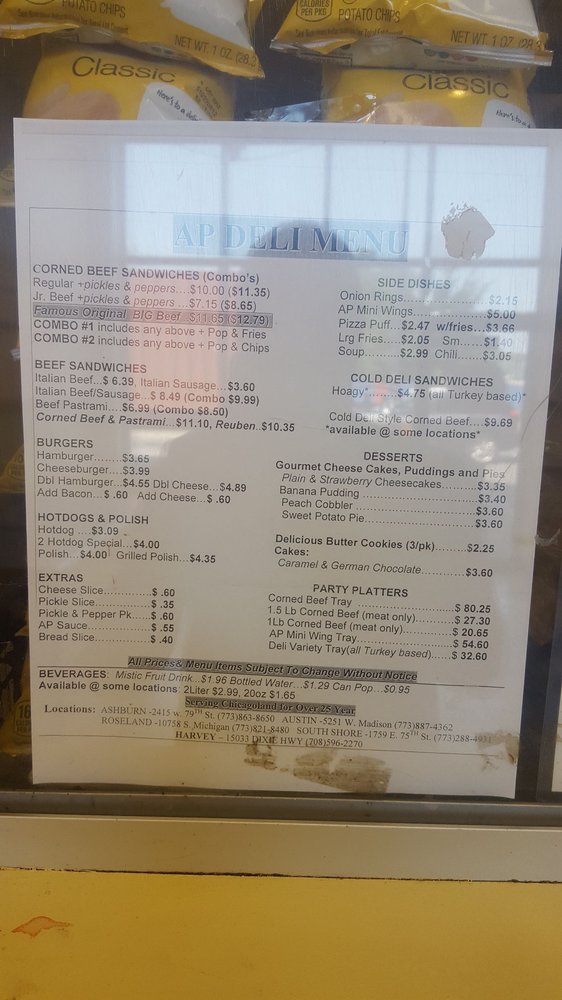 CALORIES
PER PKG
POTATO CHIPS
POTATO CHIPS
NET WT. 1 OZ. (28.3
NET WT. 1 OZ. (28.3
Classic
Classic
Here's to a
Here's to a
AP DELI MENU
CORNED BEEF SANDWICHES (Combo's)
Regular +pickles & peppers....$10.00 ($11.35)
Jr. Beef +pickles & peppers ....$7.15 ($8.65)
Famous Original BIG Beef..$11.65 ($12.79)
COMBO #1 includes any above + Pop & Fries
COMBO #2 includes any above + Pop & Chips
BEEF SANDWICHES
Italian Beef...$ 6.39, Italian Sausage...$3.60
Italian Beef/Sausage...$ 8.49 (Combo $9.99)
Beef Pastrami....$6.99 (Combo $8.50)
Corned Beef & Pastrami...$11.10, Reuben..$10.35
BURGERS
Hamburger.......$3.65
Cheeseburger....$3.99
Dbl Hamburger...$4.55 Dbl Cheese...$4.89
Add Bacon...$ .60 Add Cheese...$ .60
HOTDOGS & POLISH
Hotdog ....$3.09
2 Hotdog Special...$4.00
Polish...$4.00 Grilled Polish...$4.35
EXTRAS
Cheese Slice............$ .60
Pickle Slice..............$ .35
Pickle & Pepper Pk......$ .60
AP Sauce.................$ .55
Bread Slice..............$ .40
SIDE DISHES
Onion Rings...............$2.15
AP Mini Wings.............$5.00
Pizza Puff...$2.47 w/fries...$3.66
Lrg Fries.....$2.05 Sm.....$1.40
Soup.........$2.99 Chili.....$3.05
COLD DELI SANDWICHES
Hoagy*........$4.75 (all Turkey based)*
Cold Deli Style Corned Beef....$9.69
*available @ some locations*
DESSERTS
Gourmet Cheese Cakes, Puddings and Pies
Plain & Strawberry Cheesecakes..........$3.35
Banana Pudding ............................$3.40
Peach Cobbler ..............................$3.60
Sweet Potato Pie............................$3.60
Delicious Butter Cookies (3/pk)........$2.25
Cakes:
Caramel & German Chocolate.............$3.60
PARTY PLATTERS
Corned Beef Tray .........................$ 80.25
1.5 Lb Corned Beef (meat only)..........$ 27.30
1Lb Corned Beef (meat only).............$ 20.65
AP Mini Wing Tray........................$ 54.60
Deli Variety Tray(all Turkey based)......$ 32.60
All Prices& Menu Items Subject To Change Without Notice
BEVERAGES: Mistic Fruit Drink...$1.96 Bottled Water...$1.29 Can Pop...$0.95
Available @ some locations: 2Liter $2.99, 20oz $1.65
Serving Chicagoland for Over 25 Year
Locations: ASHBURN -2415 w. 79TH St. (773)863-8650 AUSTIN -5251 W. Madison (773)887-4362
ROSELAND -10758 S. Michigan (773)821-8480 SOUTH SHORE -1759 E. 75TH St. (773)288-
HARVEY – 15033 DIXIE HWY (708)596-2270